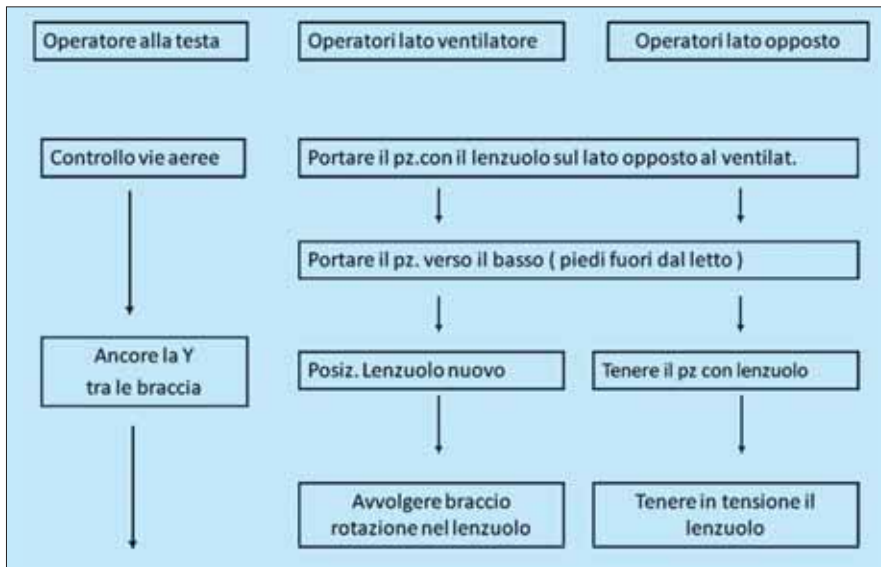 Operatore alla testa
Operatori lato ventilatore
Operatori lato opposto
Controllo vie aeree
Portare il pz.con il lenzuolo sul lato opposto al ventilat.
Portare il pz. verso il basso ( piedi fuori dal letto )
Ancore la Y
tra le braccia
Posiz. Lenzuolo nuovo
Tenere il pz con lenzuolo
Avvolgere braccio
rotazione nel lenzuolo
Tenere in tensione il
lenzuolo